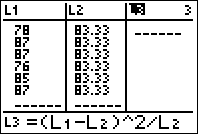 L1 L2 L3 3
78 83.33 ------
87 83.33
87 83.33
76 83.33
85 83.33
87 83.33
------ ------
L3 =(L1-L2)^2/L2